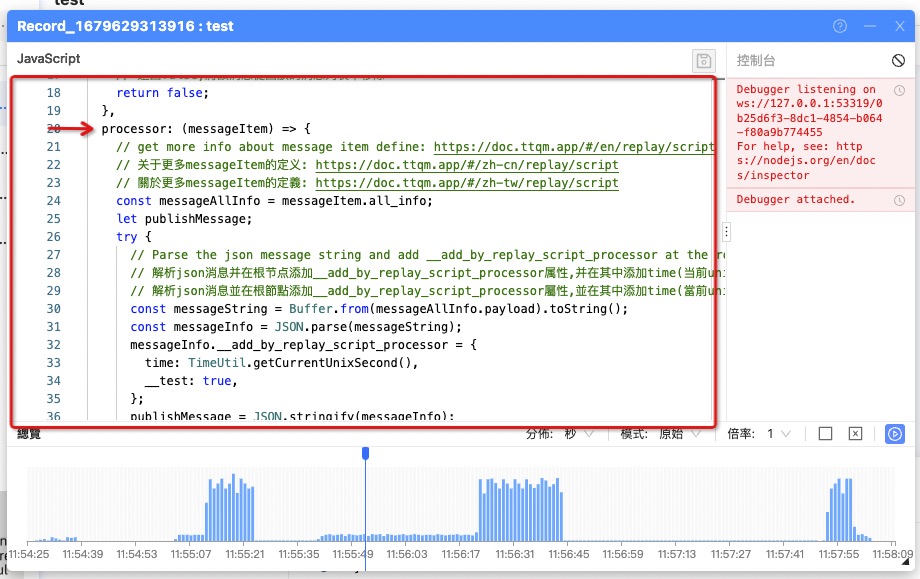 test
Record_1679629313916 : test
JavaScript
控制台
18 return false;
19 },
20 processor: (messageItem) => {
21 // get more info about message item define: https://doc.ttqm.app/#/en/replay/script
22 // 关于更多messageItem的定义: https://doc.ttqm.app/#/zh-cn/replay/script
23 // 關於更多messageItem的定義: https://doc.ttqm.app/#/zh-tw/replay/script
24 const messageAllInfo = messageItem.all_info;
25 let publishMessage;
26 try {
27 // Parse the json message string and add __add_by_replay_script_processor at the
28 // 解析json消息并在根节点添加__add_by_replay_script_processor属性,并在其中添加time(当前
29 // 解析json消息並在根節點添加__add_by_replay_script_processor屬性,並在其中添加time(當前
30 const messageString = Buffer.from(messageAllInfo.payload).toString();
31 const messageInfo = JSON.parse(messageString);
32 messageInfo.__add_by_replay_script_processor = {
33 time: TimeUtil.getCurrentUnixSecond(),
34 __test: true,
35 };
36 publishMessage = JSON.stringify(messageInfo);
Debugger listening on
ws://127.0.0.1:53319/0
b25d6f3-8dc1-4854-b064
-f80a9b774455
For help, see: http
s://nodejs.org/en/doc
s/inspector
Debugger attached.
總覽 分佈: 秒 模式: 原始 倍率: 1
11:54:25 11:54:39 11:54:53 11:55:07 11:55:21 11:55:35 11:55:49 11:56:03 11:56:17 11:56:31 11:56:45 11:56:59 11:57:13 11:57:27 11:57:41 11:57:55 11:58:09